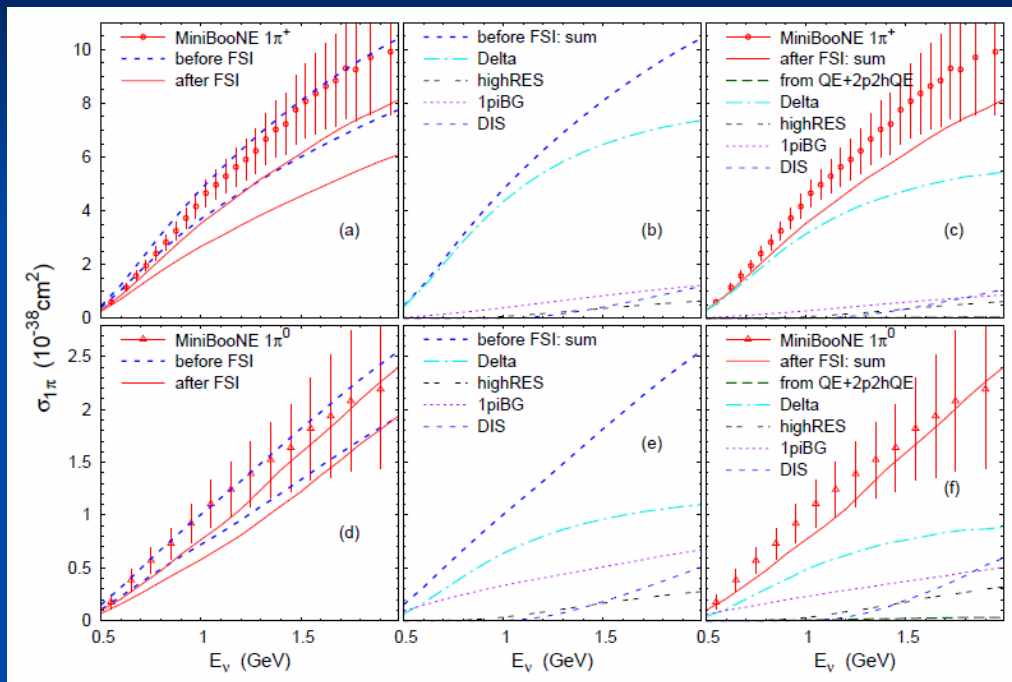 σ1π (10⁻³⁸cm²)
10
8
6
4
2
0
MiniBooNE 1π⁺
before FSI
after FSI
(a)
before FSI: sum
Delta
highRES
1piBG
DIS
(b)
MiniBooNE 1π⁺
after FSI: sum
from QE+2p2hQE
Delta
highRES
1piBG
DIS
(c)
2.5
2
1.5
1
0.5
0
MiniBooNE 1π⁰
before FSI
after FSI
(d)
before FSI: sum
Delta
highRES
1piBG
DIS
(e)
MiniBooNE 1π⁰
after FSI: sum
from QE+2p2hQE
Delta
highRES
1piBG
DIS
(f)
0.5 1 1.5 0.5 1 1.5 0.5 1 1.5
Eν (GeV) Eν (GeV) Eν (GeV)